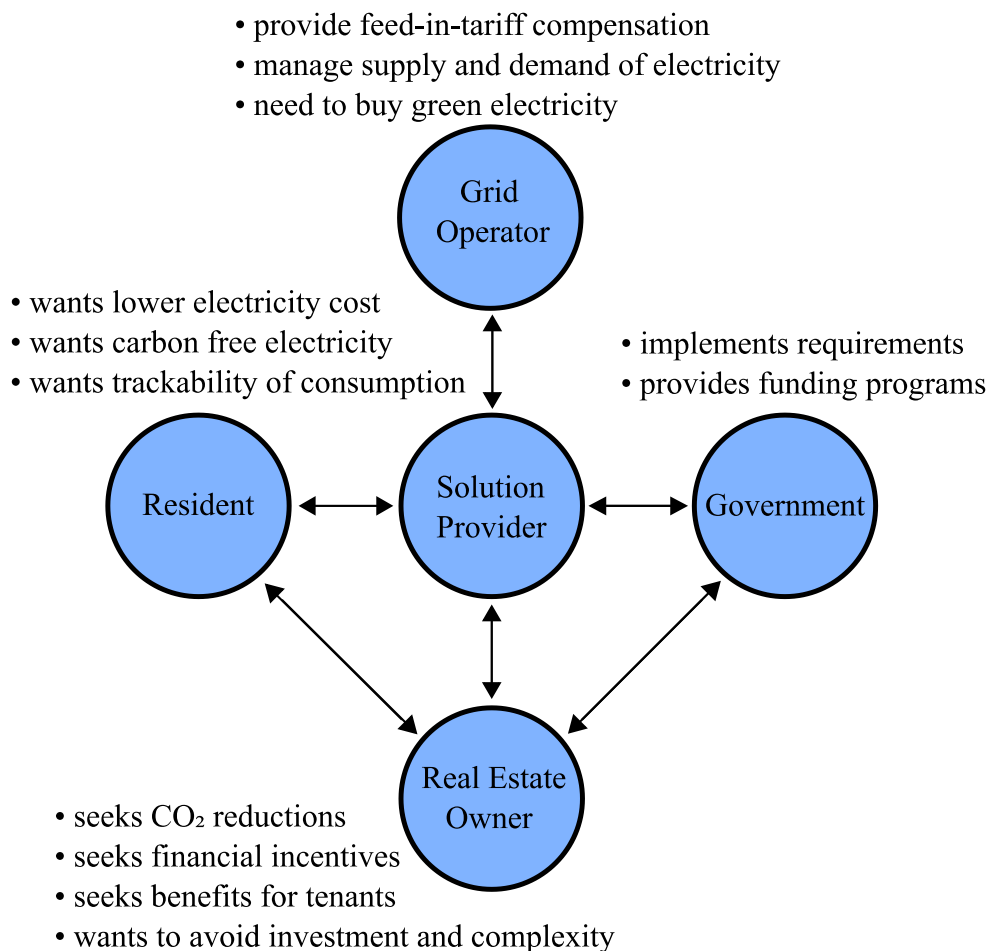 • provide feed-in-tariff compensation
• manage supply and demand of electricity
• need to buy green electricity
Grid
Operator
• wants lower electricity cost
• wants carbon free electricity
• wants trackability of consumption
• implements requirements
• provides funding programs
Resident
Solution
Provider
Government
Real Estate
Owner
• seeks CO₂ reductions
• seeks financial incentives
• seeks benefits for tenants
• wants to avoid investment and complexity